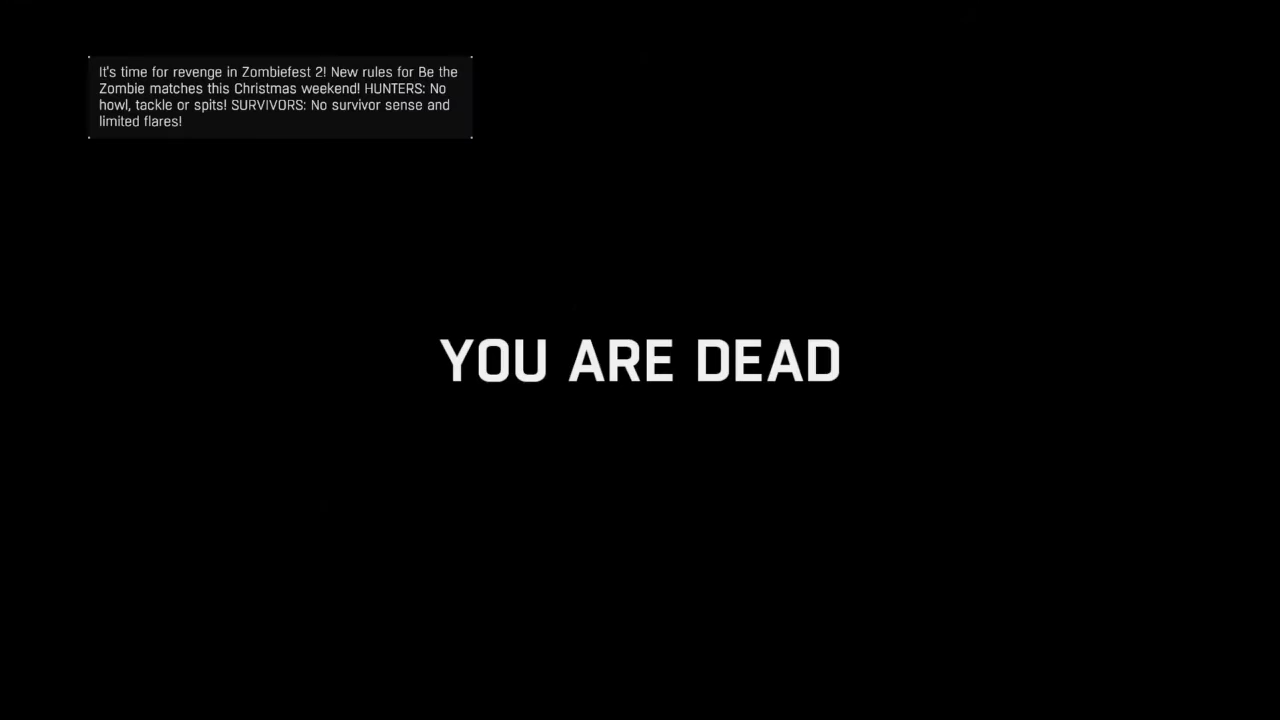 It's time for revenge in Zombiefest 2! New rules for Be the
Zombie matches this Christmas weekend! HUNTERS: No
howl, tackle or spits! SURVIVORS: No survivor sense and
limited flares!
YOU ARE DEAD